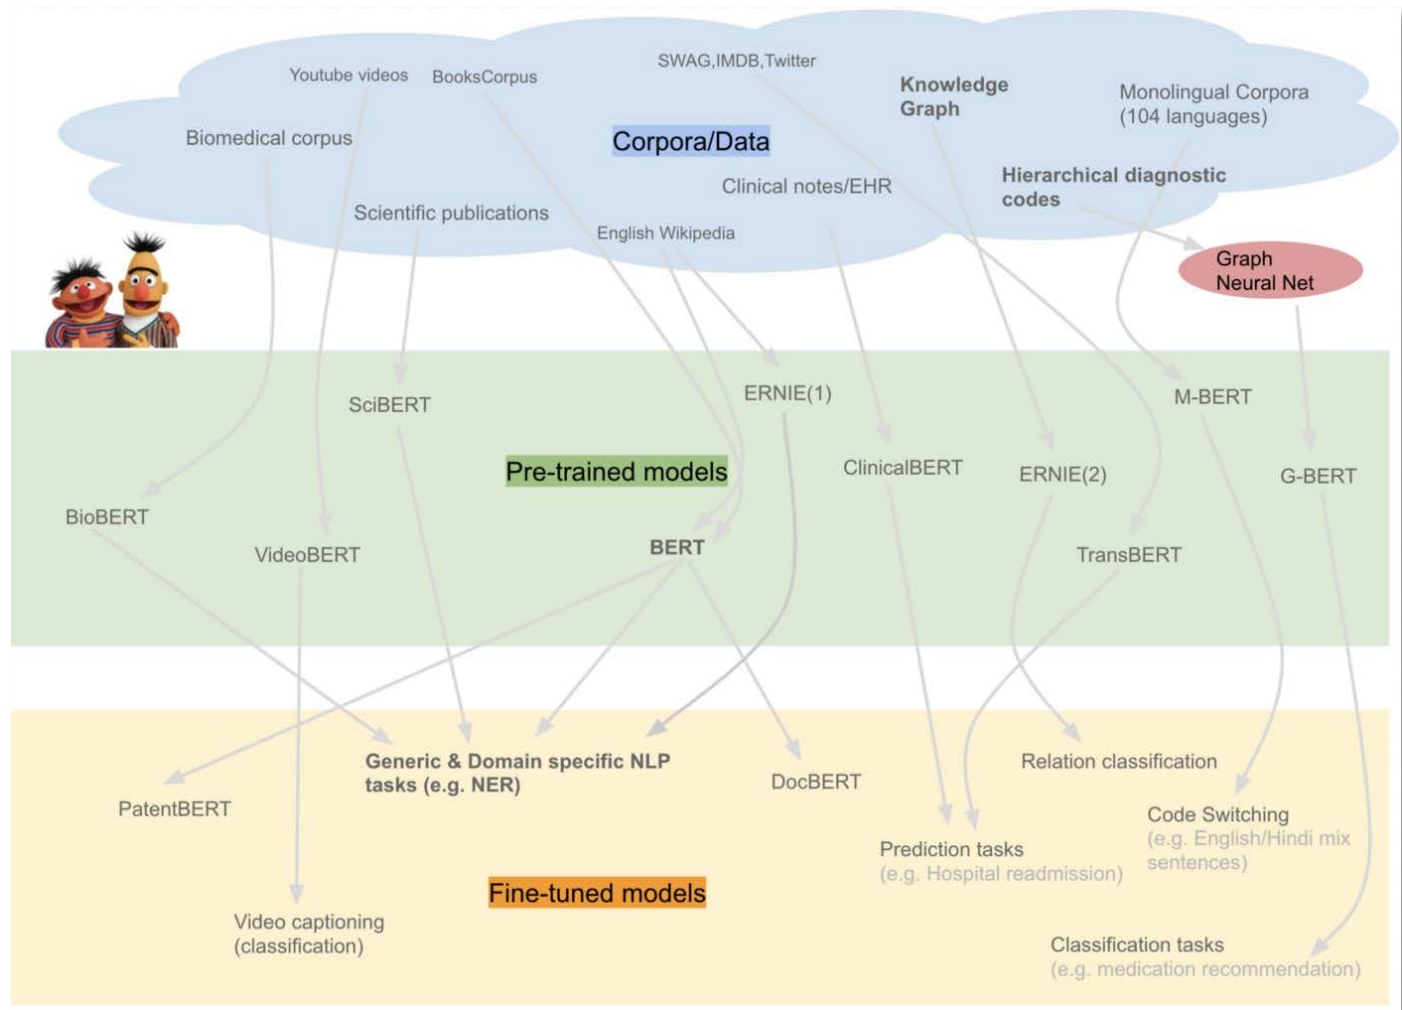 Youtube videos
BooksCorpus
SWAG,IMDB,Twitter
Knowledge
Graph
Monolingual Corpora
(104 languages)
Biomedical corpus
Corpora/Data
Hierarchical diagnostic
codes
Clinical notes/EHR
Scientific publications
English Wikipedia
Graph
Neural Net
SciBERT
ERNIE(1)
M-BERT
Pre-trained models
ClinicalBERT
ERNIE(2)
G-BERT
BioBERT
VideoBERT
BERT
TransBERT
Generic & Domain specific NLP
tasks (e.g. NER)
Relation classification
DocBERT
PatentBERT
Code Switching
(e.g. English/Hindi mix
sentences)
Prediction tasks
(e.g. Hospital readmission)
Fine-tuned models
Video captioning
(classification)
Classification tasks
(e.g. medication recommendation)